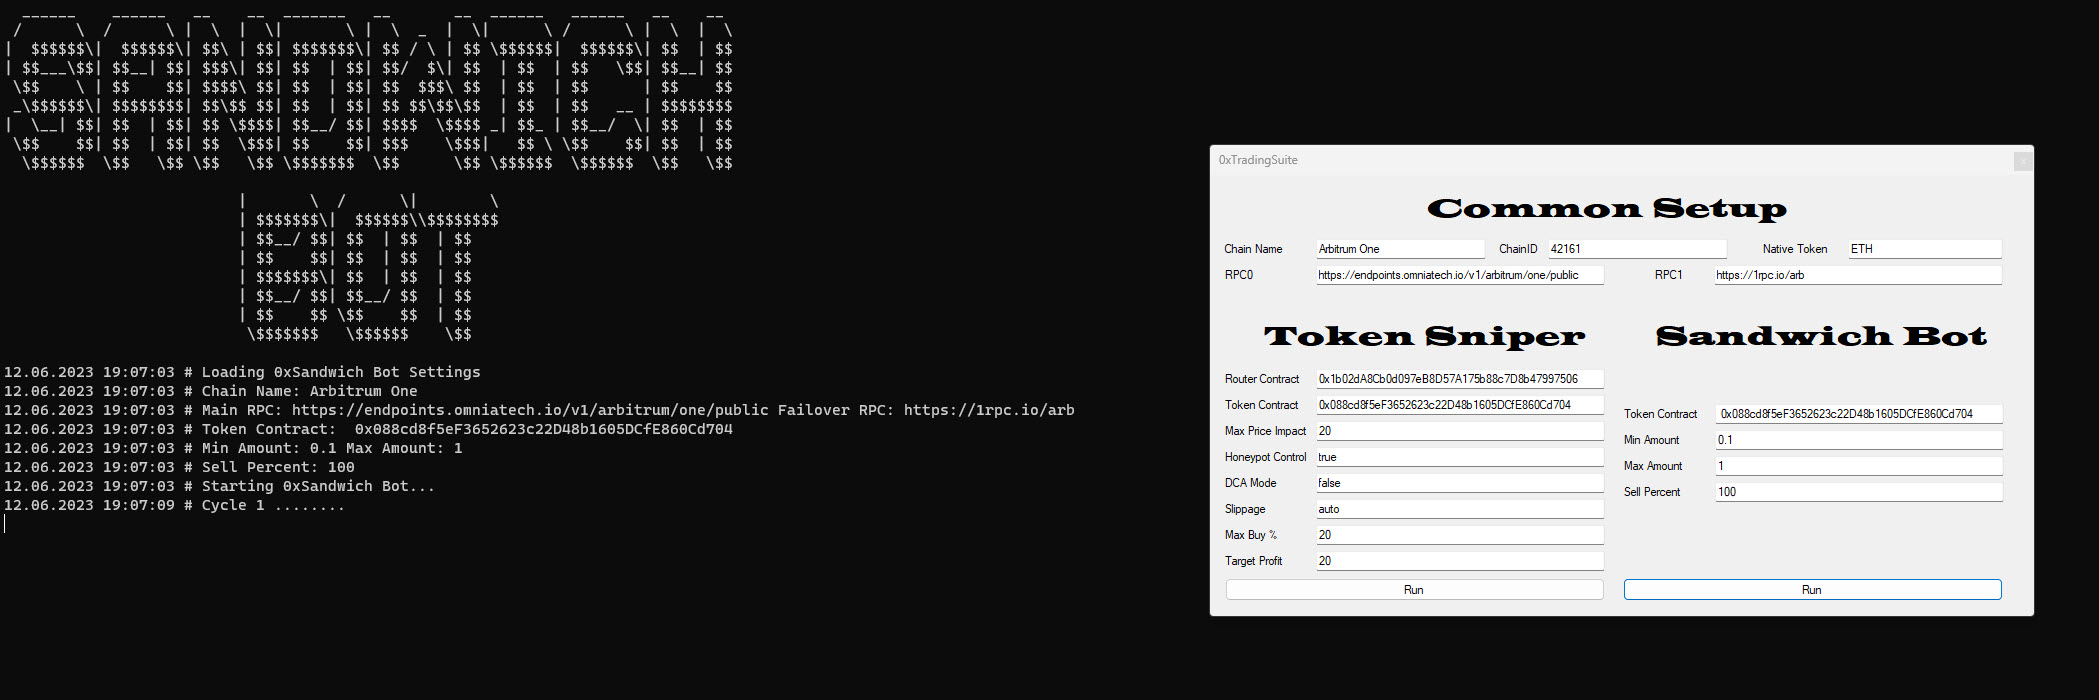 SANDWICH
BOT
12.06.2023 19:07:03 # Loading 0xSandwich Bot Settings
12.06.2023 19:07:03 # Chain Name: Arbitrum One
12.06.2023 19:07:03 # Main RPC: https://endpoints.omniatech.io/v1/arbitrum/one/public Failover RPC: https://1rpc.io/arb
12.06.2023 19:07:03 # Token Contract:  0x088cd8f5eF3652623c22D48b1605DCfE860Cd704
12.06.2023 19:07:03 # Min Amount: 0.1 Max Amount: 1
12.06.2023 19:07:03 # Sell Percent: 100
12.06.2023 19:07:03 # Starting 0xSandwich Bot...
12.06.2023 19:07:09 # Cycle 1 ........
0xTradingSuite x
Common Setup
Chain Name Arbitrum One ChainID 42161 Native Token ETH
RPC0 https://endpoints.omniatech.io/v1/arbitrum/one/public RPC1 https://1rpc.io/arb
Token Sniper
Router Contract 0x1b02dA8Cb0d097eB8D57A175b88c7D8b47997506
Token Contract 0x088cd8f5eF3652623c22D48b1605DCfE860Cd704
Max Price Impact 20
Honeypot Control true
DCA Mode false
Slippage auto
Max Buy % 20
Target Profit 20
Run
Sandwich Bot
Token Contract 0x088cd8f5eF3652623c22D48b1605DCfE860Cd704
Min Amount 0.1
Max Amount 1
Sell Percent 100
Run